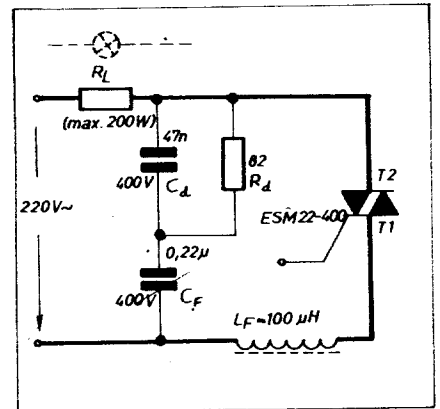 R_L
(max. 200W)
47n
400V
C_d
82
R_d
T2
ESM22-400
T1
220V~
0,22µ
400V
C_F
L_F=100 µH